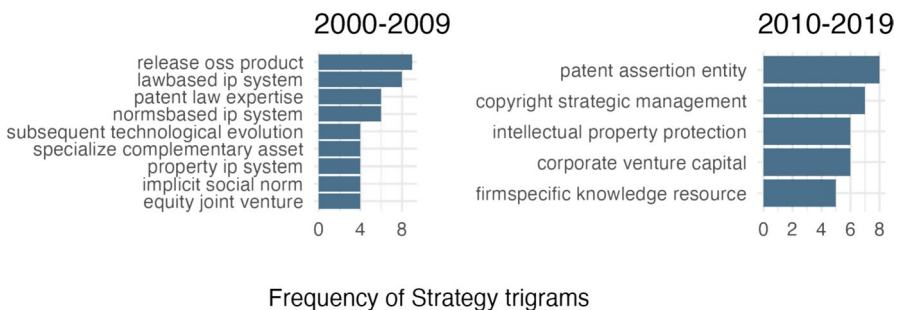 2000-2009
release oss product
lawbased ip system
patent law expertise
normsbased ip system
subsequent technological evolution
specialize complementary asset
property ip system
implicit social norm
equity joint venture
0 4 8
2010-2019
patent assertion entity
copyright strategic management
intellectual property protection
corporate venture capital
firmspecific knowledge resource
0 2 4 6 8
Frequency of Strategy trigrams